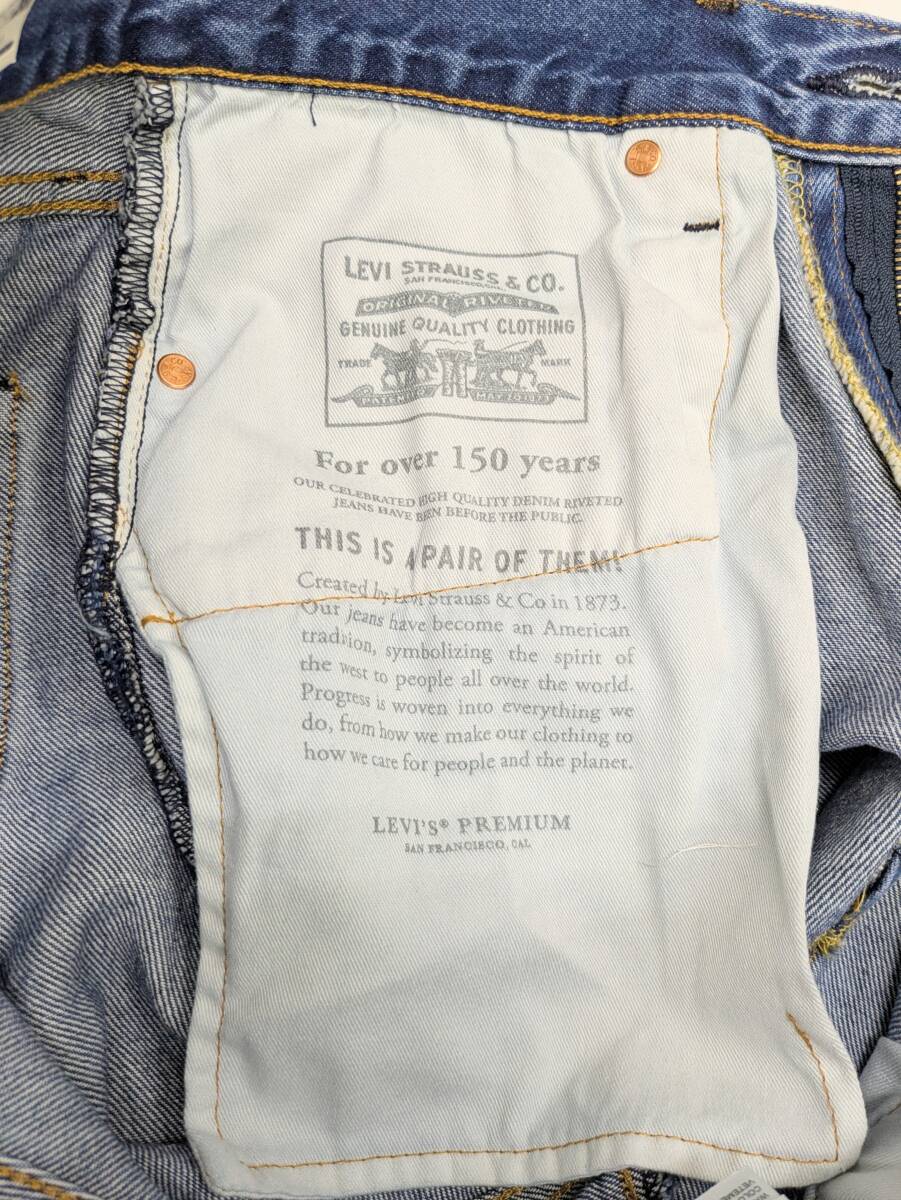 LEVI STRAUSS & CO.
SAN FRANCISCO, CAL.
ORIGINAL RIVETED
GENUINE QUALITY CLOTHING
TRADE MARK
PATENTED MAY 20 1873
For over 150 years
OUR CELEBRATED HIGH QUALITY DENIM RIVETED
JEANS HAVE BEEN BEFORE THE PUBLIC.
THIS IS A PAIR OF THEM!
Created by Levi Strauss & Co in 1873.
Our jeans have become an American
tradition, symbolizing the spirit of
the west to people all over the world.
Progress is woven into everything we
do, from how we make our clothing to
how we care for people and the planet.
LEVI'S® PREMIUM
SAN FRANCISCO, CAL